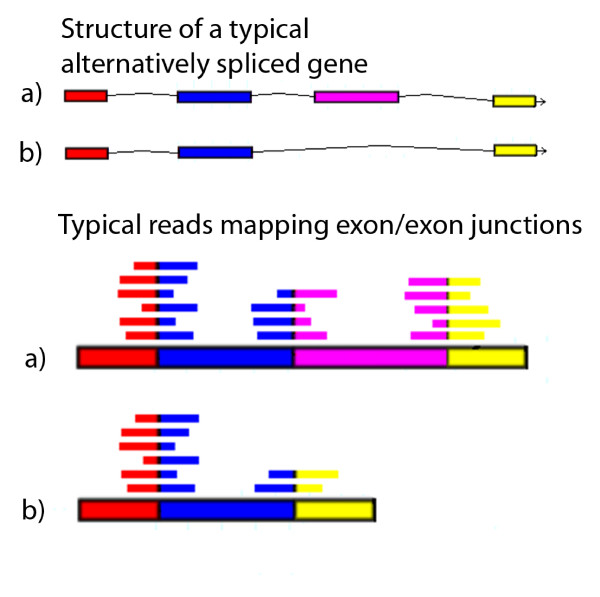 Structure of a typical
alternatively spliced gene
a)
b)
Typical reads mapping exon/exon junctions
a)
b)